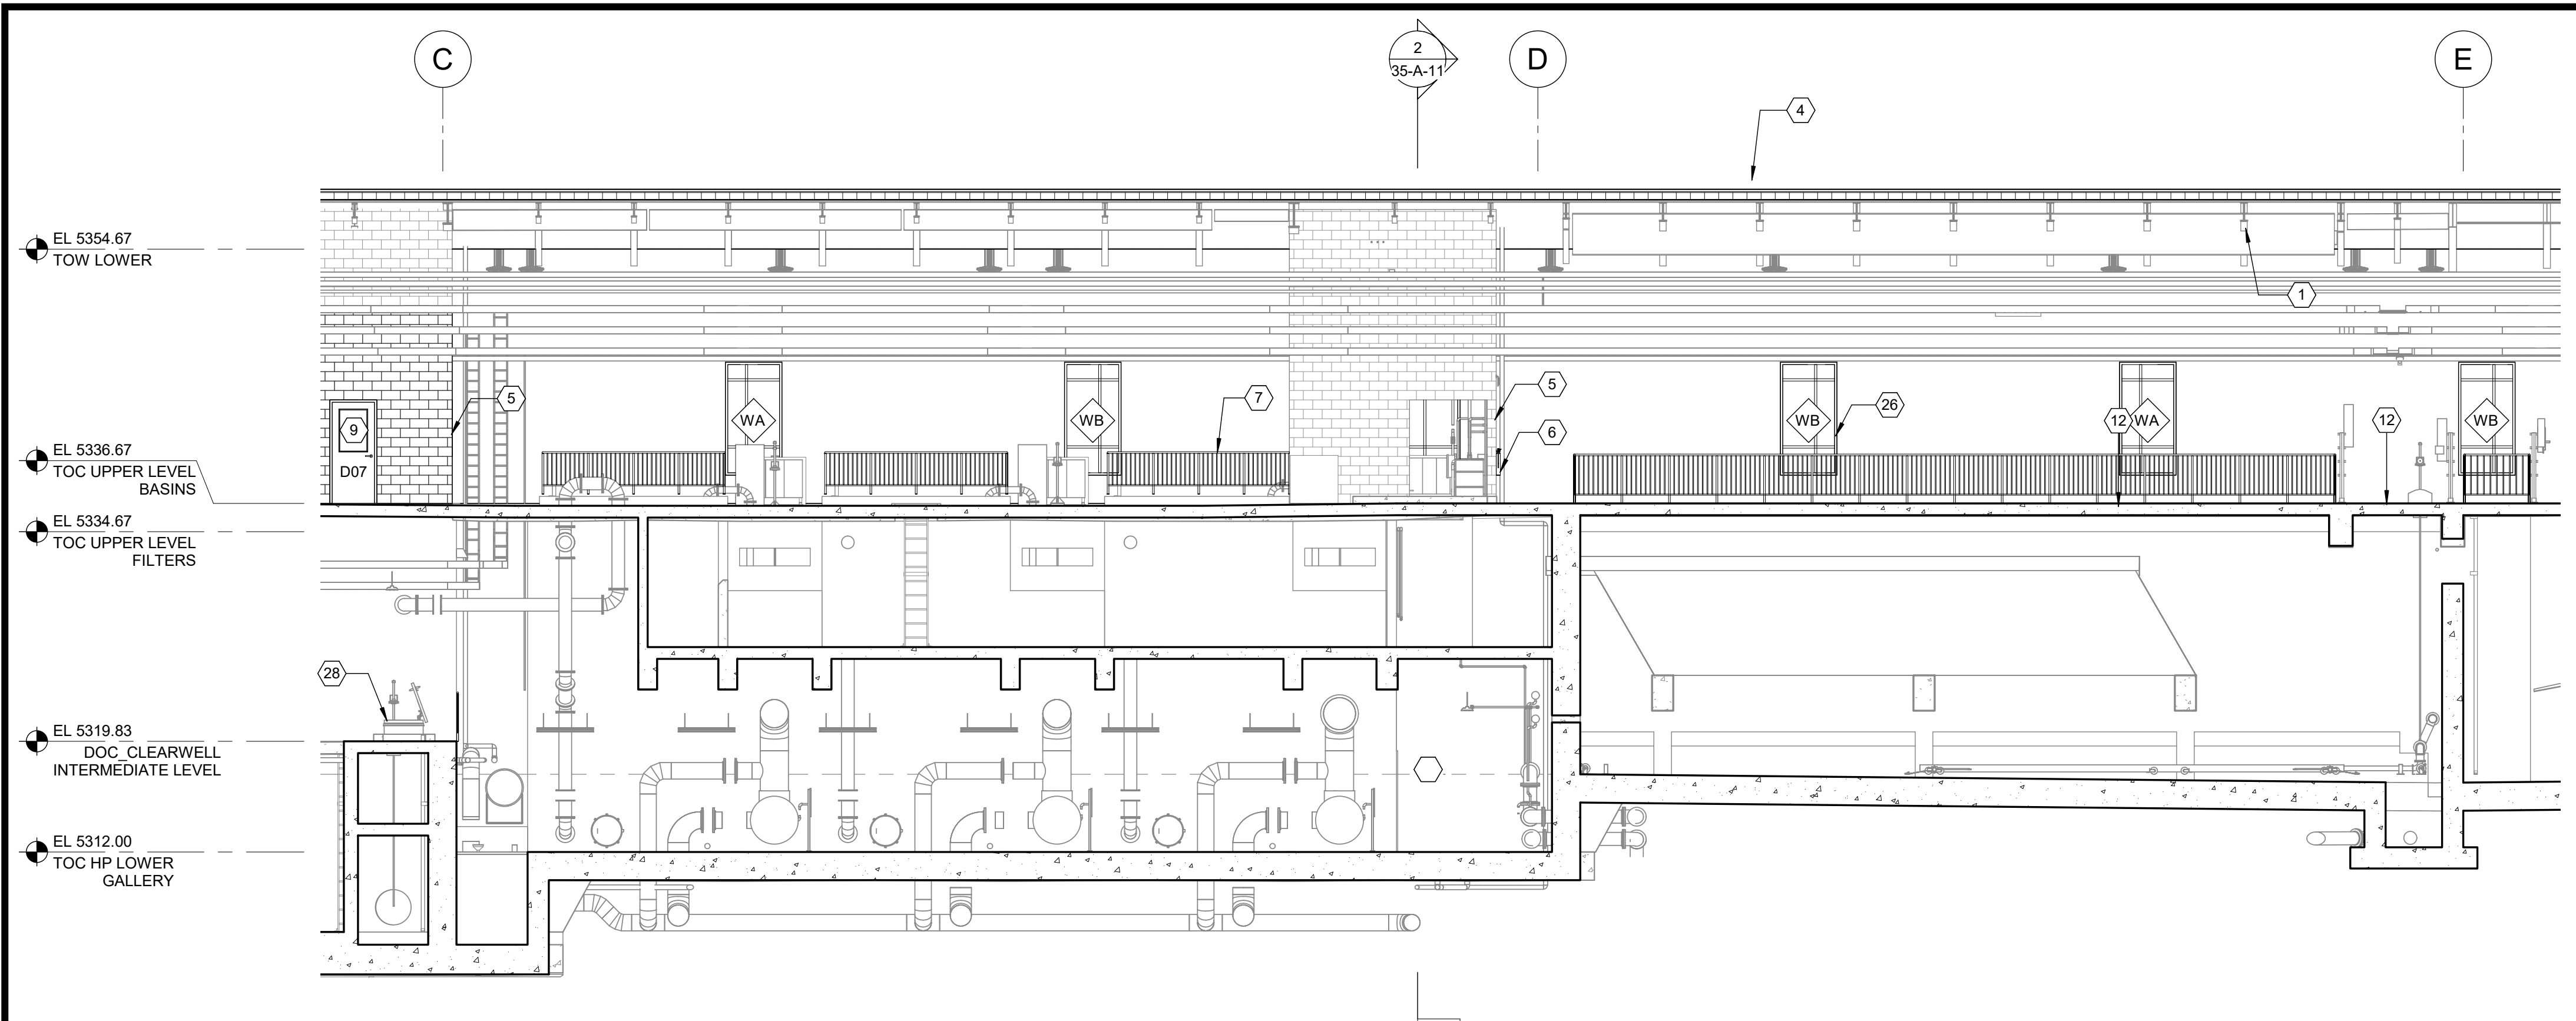 C
2
35-A-11
D
E
4
EL 5354.67
TOW LOWER
1
5
7
5
26
9
WA
WB
6
WB
12
WA
12
WB
EL 5336.67
TOC UPPER LEVEL
BASINS
D07
EL 5334.67
TOC UPPER LEVEL
FILTERS
28
EL 5319.83
DOC_CLEARWELL
INTERMEDIATE LEVEL
EL 5312.00
TOC HP LOWER
GALLERY